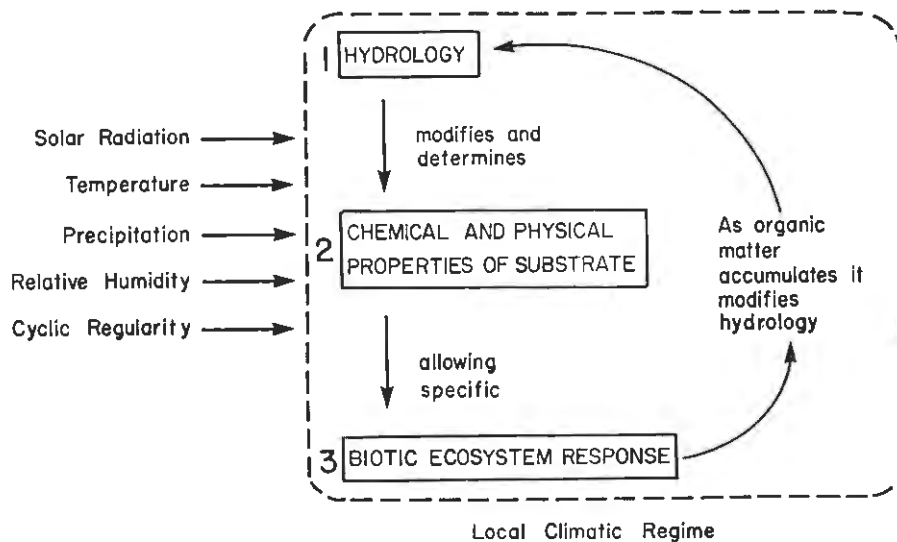 1 HYDROLOGY
modifies and
determines
Solar Radiation
Temperature
Precipitation
Relative Humidity
Cyclic Regularity
2 CHEMICAL AND PHYSICAL
PROPERTIES OF SUBSTRATE
As organic
matter
accumulates it
modifies
hydrology
allowing
specific
3 BIOTIC ECOSYSTEM RESPONSE
Local Climatic Regime